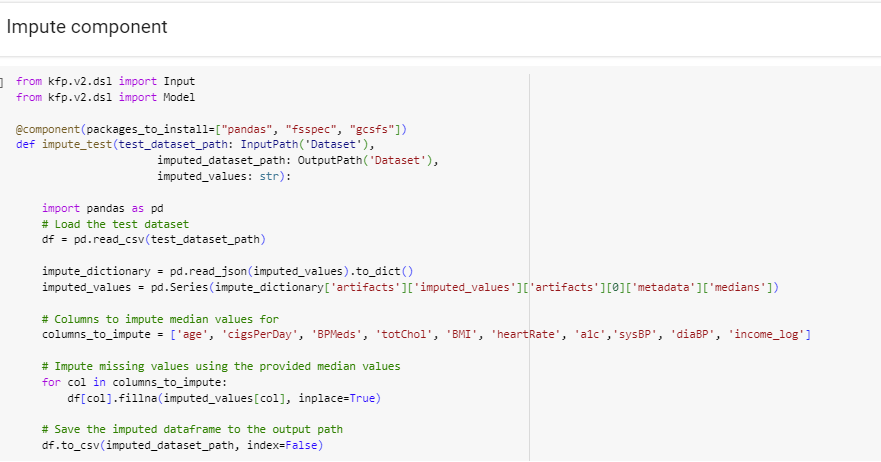 Impute component
from kfp.v2.dsl import Input
from kfp.v2.dsl import Model
@component(packages_to_install=["pandas", "fsspec", "gcsfs"])
def impute_test(test_dataset_path: InputPath('Dataset'),
imputed_dataset_path: OutputPath('Dataset'),
imputed_values: str):
import pandas as pd
# Load the test dataset
df = pd.read_csv(test_dataset_path)
impute_dictionary = pd.read_json(imputed_values).to_dict()
imputed_values = pd.Series(impute_dictionary['artifacts']['imputed_values']['artifacts'][0]['metadata']['medians'])
# Columns to impute median values for
columns_to_impute = ['age', 'cigsPerDay', 'BPMeds', 'totChol', 'BMI', 'heartRate', 'a1c','sysBP', 'diaBP', 'income_log']
# Impute missing values using the provided median values
for col in columns_to_impute:
df[col].fillna(imputed_values[col], inplace=True)
# Save the imputed dataframe to the output path
df.to_csv(imputed_dataset_path, index=False)